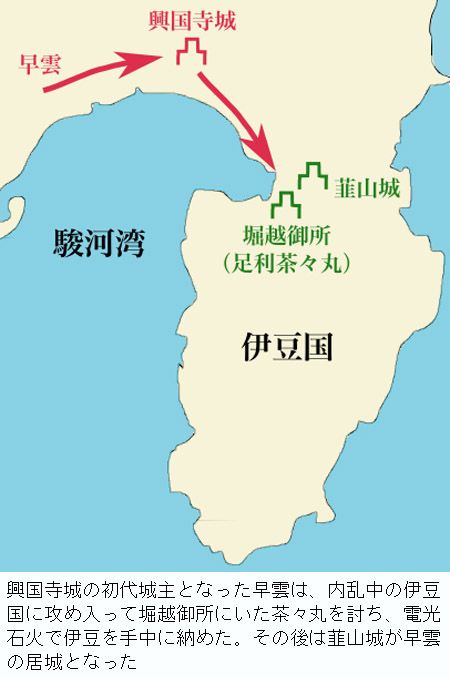 興国寺城
早雲
韮山城
堀越御所
（足利茶々丸）
駿河湾
伊豆国
興国寺城の初代城主となった早雲は、内乱中の伊豆
国に攻め入って堀越御所にいた茶々丸を討ち、電光
石火で伊豆を手中に納めた。その後は韮山城が早雲
の居城となった